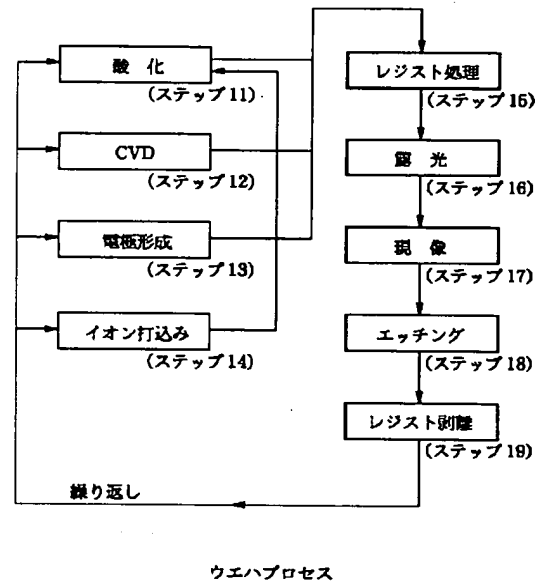 酸化
(ステップ11)
CVD
(ステップ12)
電極形成
(ステップ13)
イオン打込み
(ステップ14)
レジスト処理
(ステップ15)
露光
(ステップ16)
現像
(ステップ17)
エッチング
(ステップ18)
レジスト剥離
(ステップ19)
繰り返し
ウエハプロセス